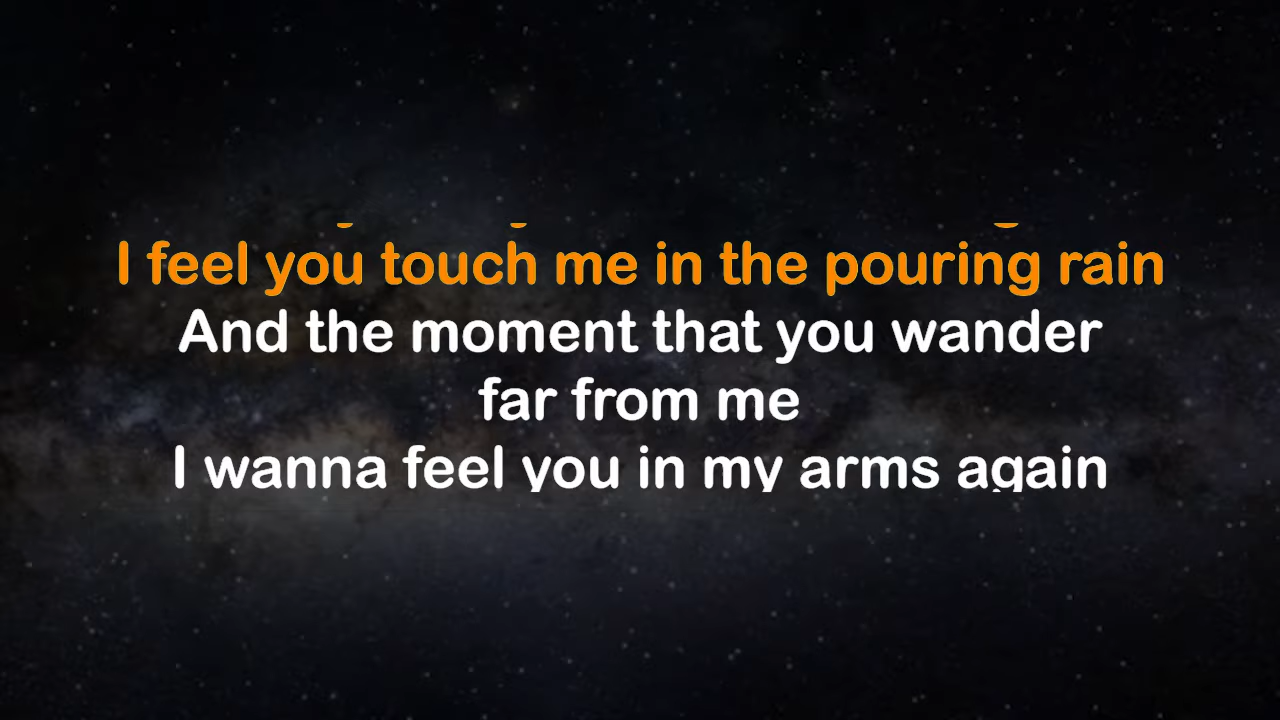 I feel you touch me in the pouring rain
And the moment that you wander
far from me
I wanna feel you in my arms again